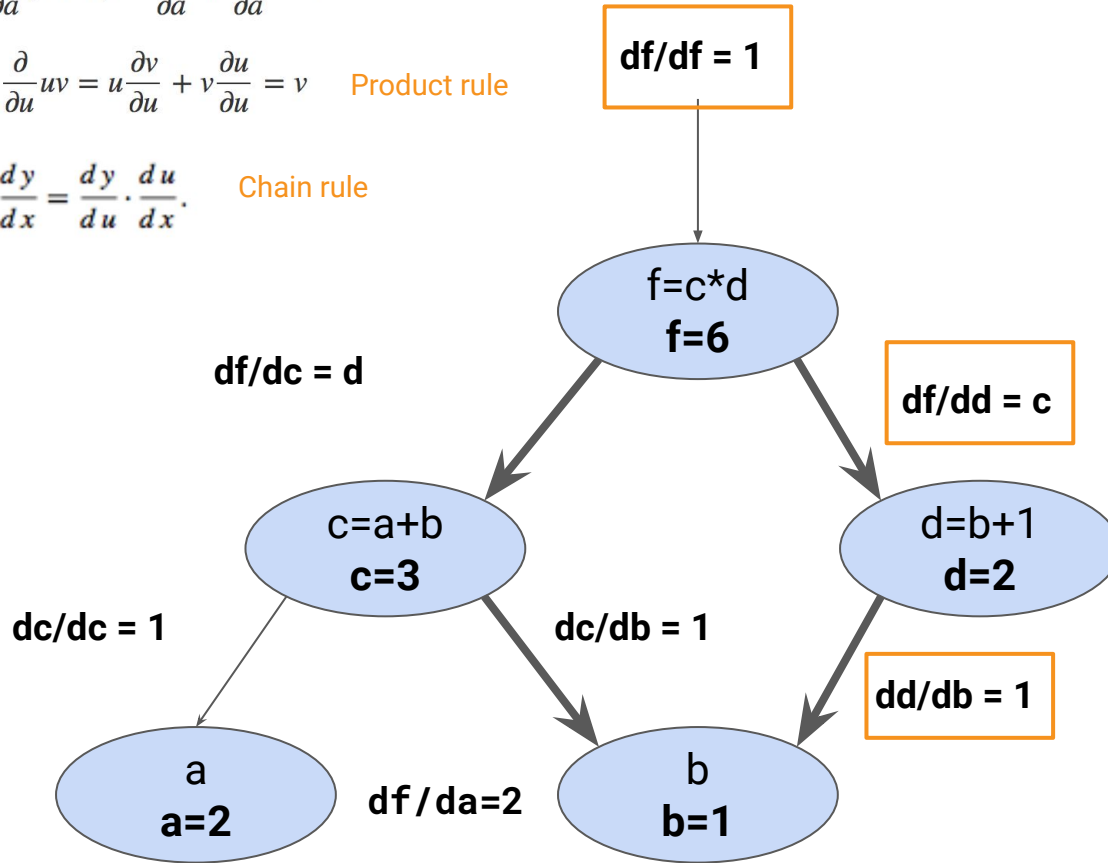 ∂/∂u uv = u ∂v/∂u + v ∂u/∂u = v
Product rule
dy/dx = dy/du · du/dx.
Chain rule
df/df = 1
f=c*d
f=6
df/dc = d
df/dd = c
c=a+b
c=3
d=b+1
d=2
dc/dc = 1
dc/db = 1
dd/db = 1
a
a=2
df/da=2
b
b=1